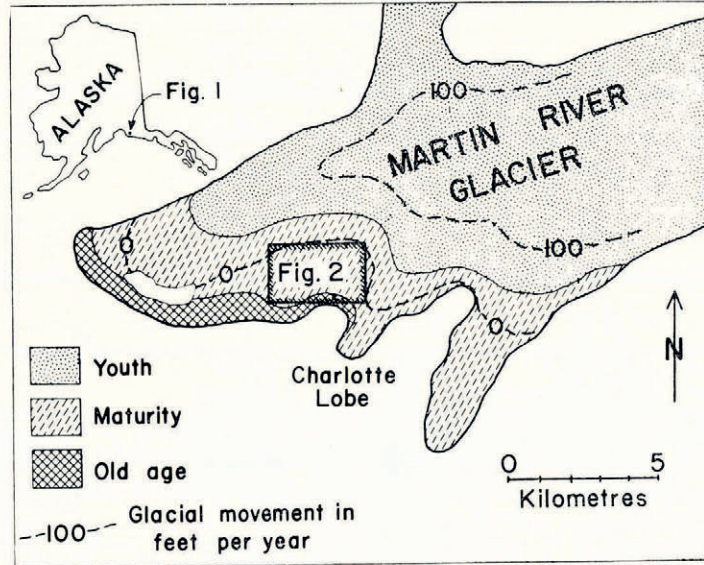 ALASKA
Fig. 1
100
MARTIN RIVER
GLACIER
100
0
0
Fig. 2
0
Charlotte
Lobe
N
Youth
Maturity
Old age
-100- Glacial movement in
feet per year
0 5
Kilometres